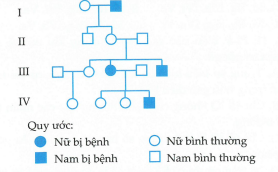 I
II
III
IV
Quy ước:
Nữ bị bệnh
Nữ bình thường
Nam bị bệnh
Nam bình thường